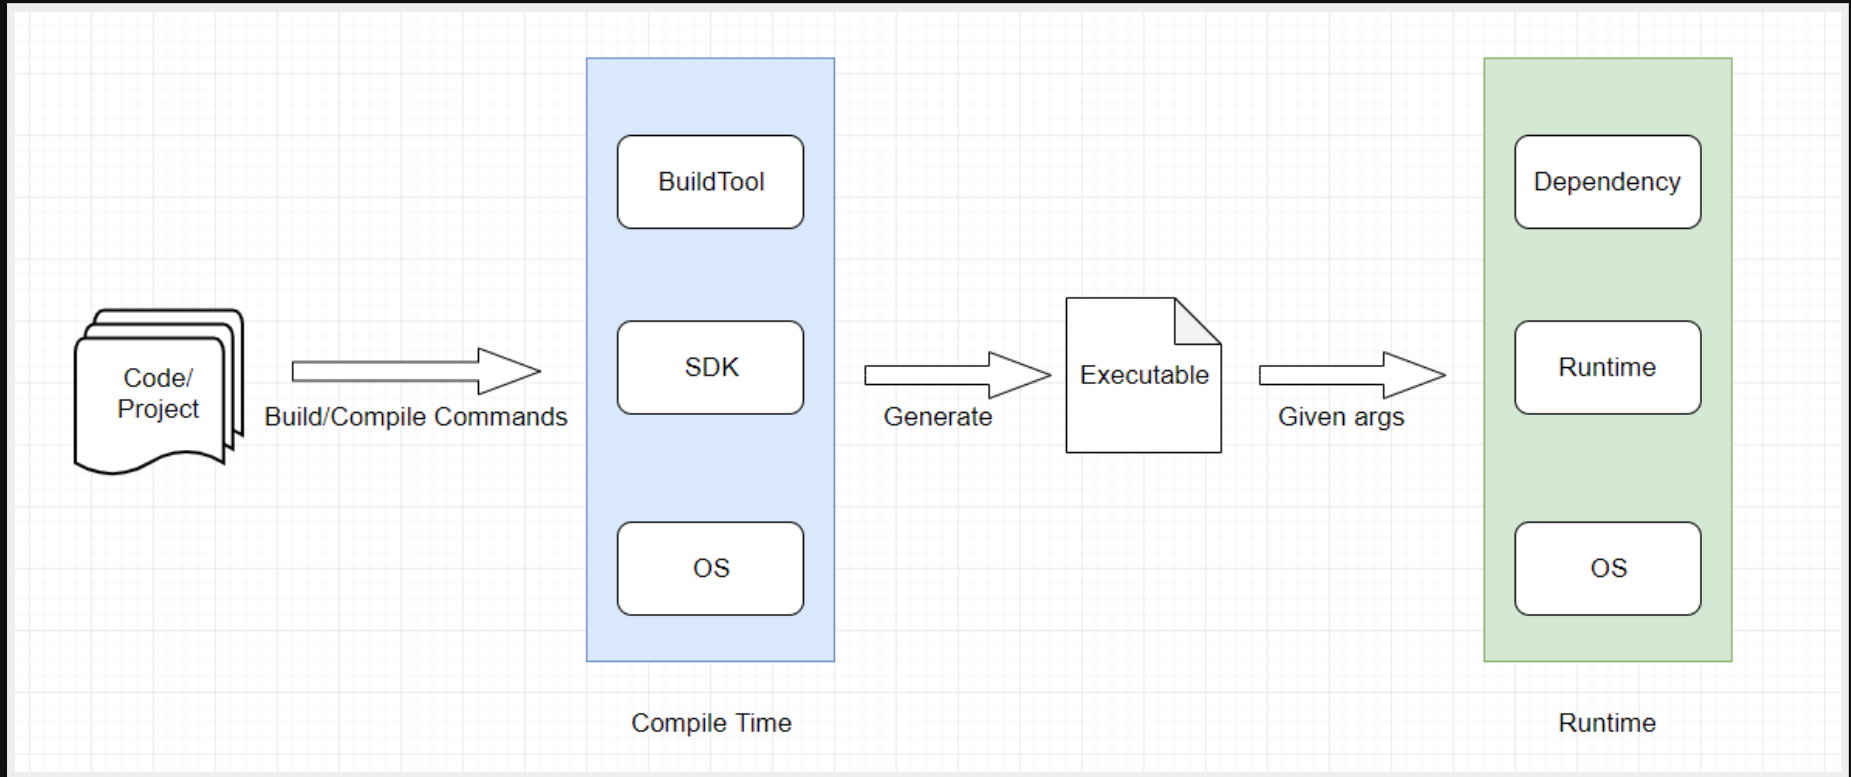 Code/
Project
Build/Compile Commands
BuildTool
SDK
OS
Compile Time
Generate
Executable
Given args
Dependency
Runtime
OS
Runtime